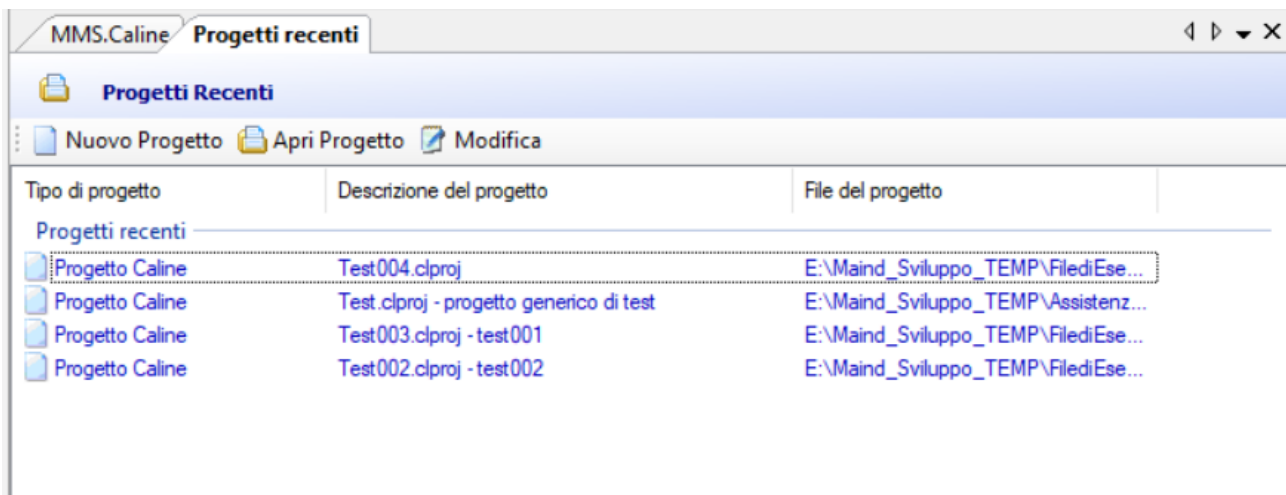 MMS.Caline Progetti recenti
Progetti Recenti
Nuovo Progetto Apri Progetto Modifica
Tipo di progetto Descrizione del progetto File del progetto
Progetti recenti
Progetto Caline Test004.clproj E:\Maind_Sviluppo_TEMP\FilediEse...
Progetto Caline Test.clproj - progetto generico di test E:\Maind_Sviluppo_TEMP\Assistenz...
Progetto Caline Test003.clproj - test001 E:\Maind_Sviluppo_TEMP\FilediEse...
Progetto Caline Test002.clproj - test002 E:\Maind_Sviluppo_TEMP\FilediEse...